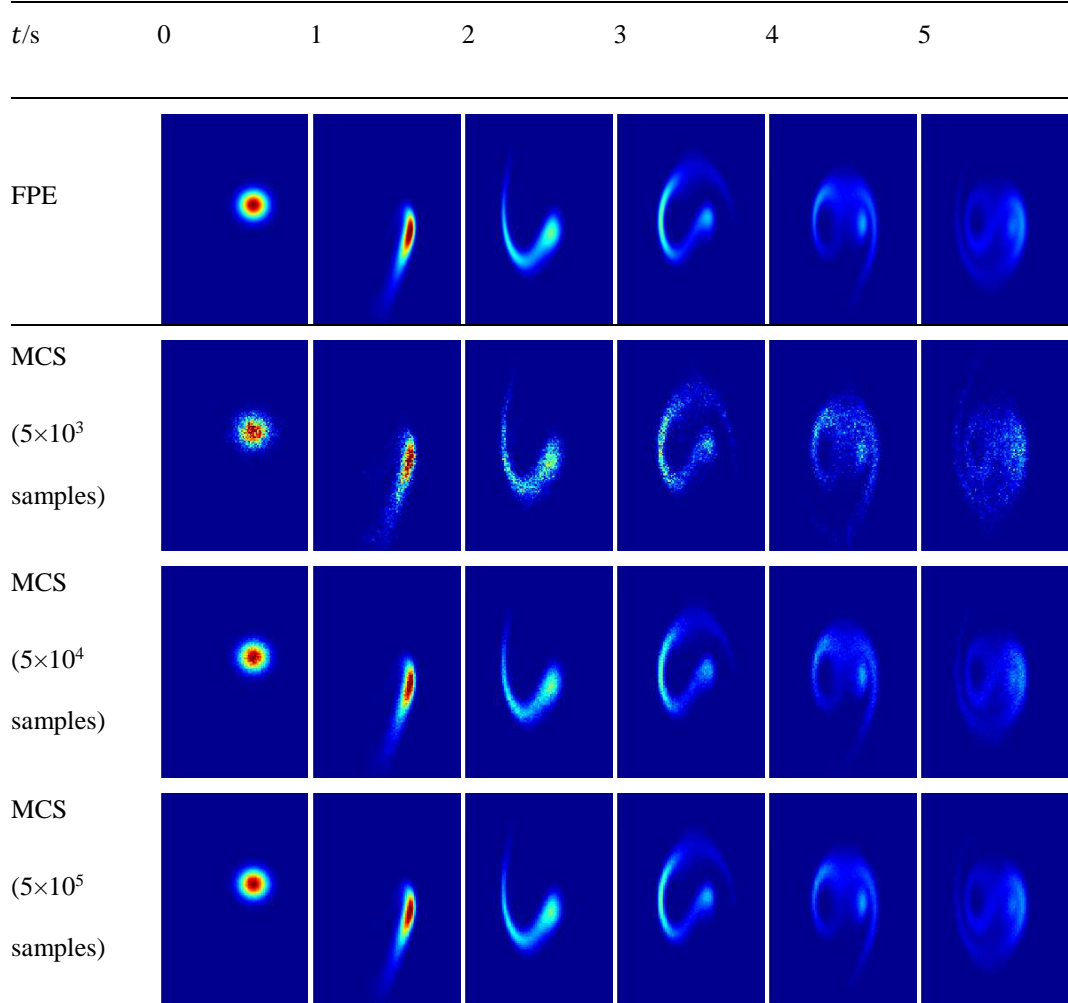 t/s 0 1 2 3 4 5
FPE
MCS
(5×10³
samples)
MCS
(5×10⁴
samples)
MCS
(5×10⁵
samples)